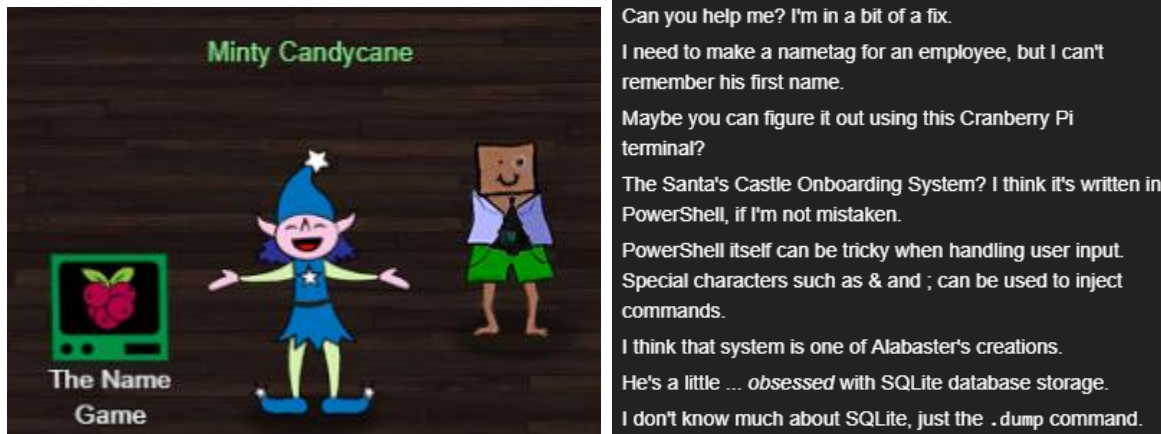 Minty Candycane
The Name
Game
Can you help me? I'm in a bit of a fix.
I need to make a nametag for an employee, but I can't
remember his first name.
Maybe you can figure it out using this Cranberry Pi
terminal?
The Santa's Castle Onboarding System? I think it's written in
PowerShell, if I'm not mistaken.
PowerShell itself can be tricky when handling user input.
Special characters such as & and ; can be used to inject
commands.
I think that system is one of Alabaster's creations.
He's a little ... obsessed with SQLite database storage.
I don't know much about SQLite, just the .dump command.